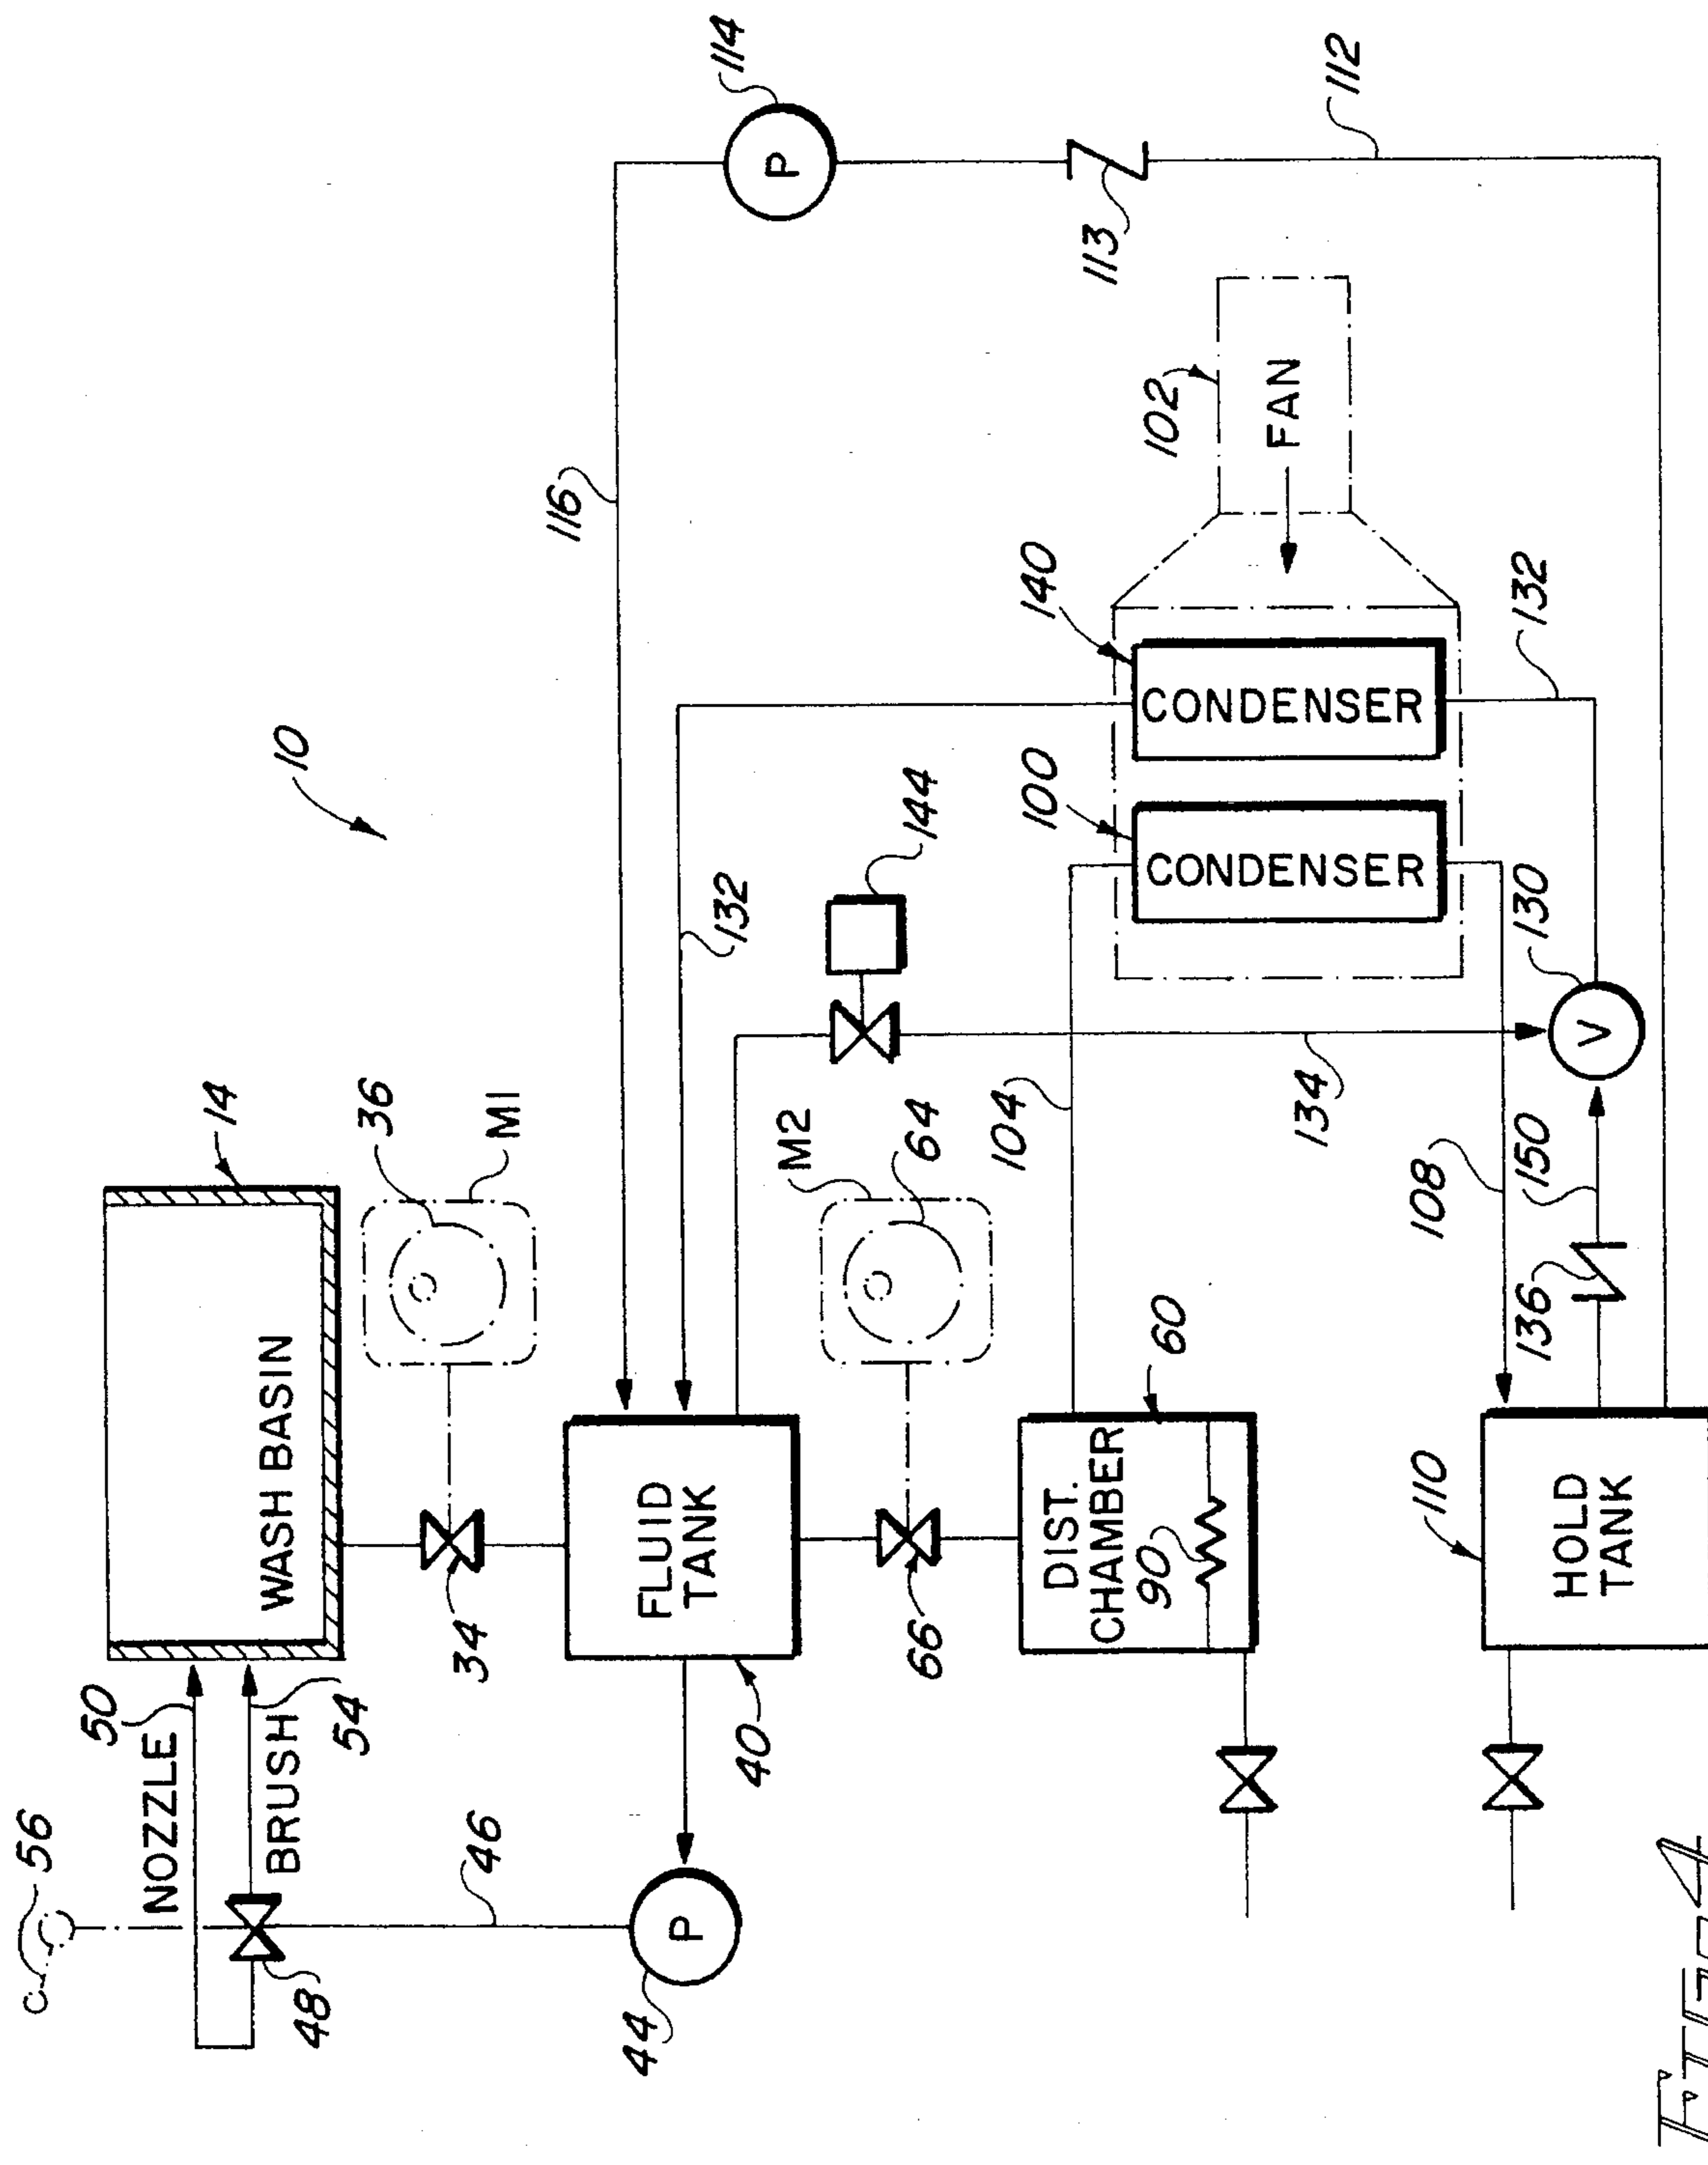 56
50
NOZZLE
BRUSH
54
48
46
44
P
WASH BASIN
14
10
34
36
M1
FLUID
TANK
40
116
132
114
P
113
112
144
M2
64
66
DIST.
CHAMBER
90
60
104
134
100
CONDENSER
140
CONDENSER
102
FAN
132
130
V
108
150
136
110
HOLD
TANK
FIG-4